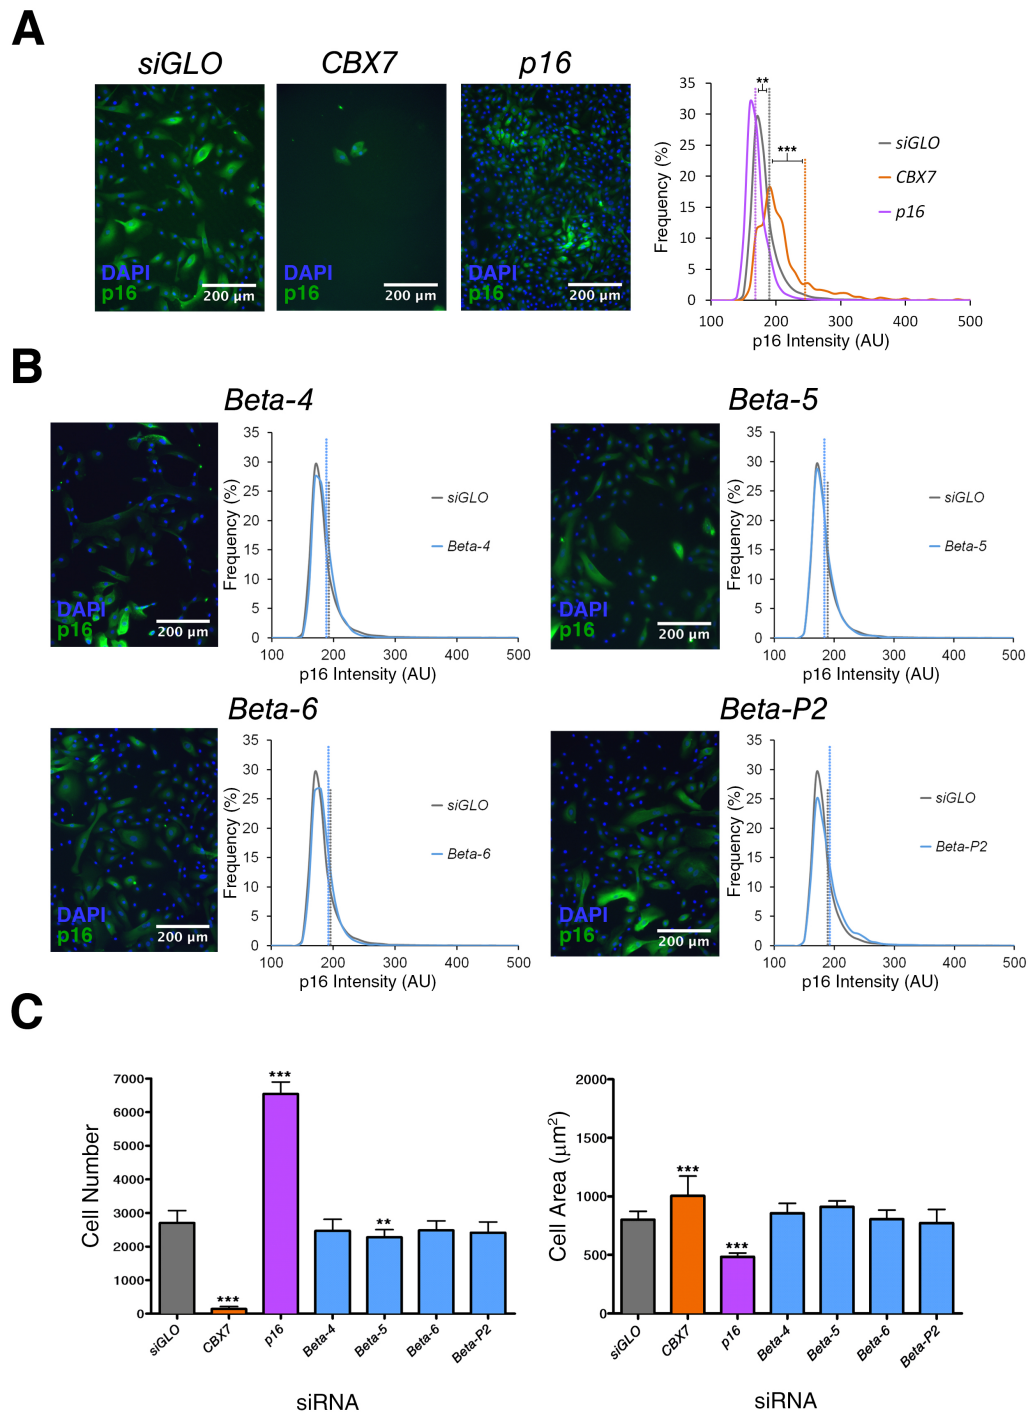 A
siGLO
CBX7
p16
DAPI
p16
200 µm
DAPI
p16
200 µm
DAPI
p16
200 µm
Frequency (%)
35
30
25
20
15
10
5
0
**
***
siGLO
CBX7
p16
100 200 300 400 500
p16 Intensity (AU)
B
Beta-4
DAPI
p16
200 µm
Frequency (%)
35
30
25
20
15
10
5
0
siGLO
Beta-4
100 200 300 400 500
p16 Intensity (AU)
Beta-5
DAPI
p16
200 µm
Frequency (%)
35
30
25
20
15
10
5
0
siGLO
Beta-5
100 200 300 400 500
p16 Intensity (AU)
Beta-6
DAPI
p16
200 µm
Frequency (%)
35
30
25
20
15
10
5
0
siGLO
Beta-6
100 200 300 400 500
p16 Intensity (AU)
Beta-P2
DAPI
p16
200 µm
Frequency (%)
35
30
25
20
15
10
5
0
siGLO
Beta-P2
100 200 300 400 500
p16 Intensity (AU)
C
Cell Number
7000
6000
5000
4000
3000
2000
1000
0
***
***
**
siGLO CBX7 p16 Beta-4 Beta-5 Beta-6 Beta-P2
siRNA
Cell Area (µm²)
2000
1500
1000
500
0
***
***
siGLO CBX7 p16 Beta-4 Beta-5 Beta-6 Beta-P2
siRNA